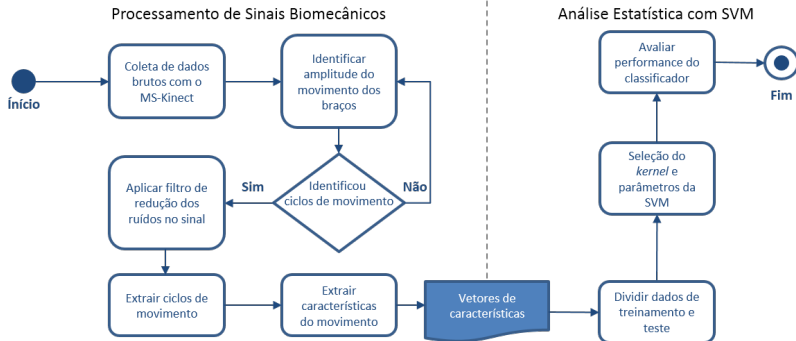 Processamento de Sinais Biomecânicos
Análise Estatística com SVM
Ínício
Coleta de dados
brutos com o
MS-Kinect
Identificar
amplitude do
movimento dos
braços
Identificou
ciclos de movimento
Sim
Não
Aplicar filtro de
redução dos
ruídos no sinal
Extrair ciclos de
movimento
Extrair
características
do movimento
Vetores de
características
Dividir dados de
treinamento e
teste
Seleção do
kernel e
parâmetros da
SVM
Avaliar
performance do
classificador
Fim